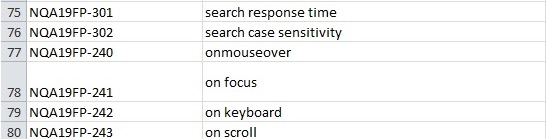 75 NQA19FP-301 search response time
76 NQA19FP-302 search case sensitivity
77 NQA19FP-240 onmouseover
78 NQA19FP-241 on focus
79 NQA19FP-242 on keyboard
80 NQA19FP-243 on scroll